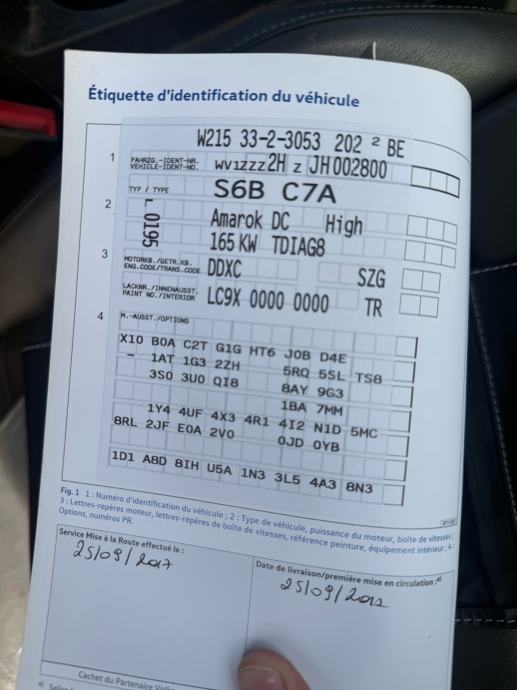 Étiquette d'identification du véhicule
W215 33-2-3053 202 2 BE
1 FAHRZG.-IDENT-NR. VEHICLE-IDENT-NO. WV1ZZZ2H Z JH002800
TYP / TYPE S6B C7A
2 L 0195 Amarok DC High
165 KW TDIAG8
3 MOTORKB./GETR.KB. ENG.CODE/TRANS.CODE DDXC SZG
LACKNR./INNENAUSST. PAINT NO./INTERIOR LC9X 0000 0000 TR
4 M.-AUSST./OPTIONS
X10 B0A C2T G1G HT6 J0B D4E
– 1AT 1G3 2ZH 5RQ 5SL TS8
3S0 3U0 QI8 8AY 9G3
1BA 7MM
1Y4 4UF 4X3 4R1 4I2 N1D 5MC
8RL 2JF E0A 2V0 0JD 0YB
1D1 A8D 8IH U5A 1N3 3L5 4A3 8N3
Fig. 1 1 : Numéro d'identification du véhicule ; 2 : Type de véhicule, puissance du moteur, boîte de vitesses ;
3 : Lettres-repères moteur, lettres-repères de boîte de vitesses, référence peinture, équipement intérieur ; 4 :
Options, numéros PR.
Service Mise à la Route effectué le :
25/09/2017
Date de livraison/première mise en circulation :a)
25/09/2012
Cachet du Partenaire